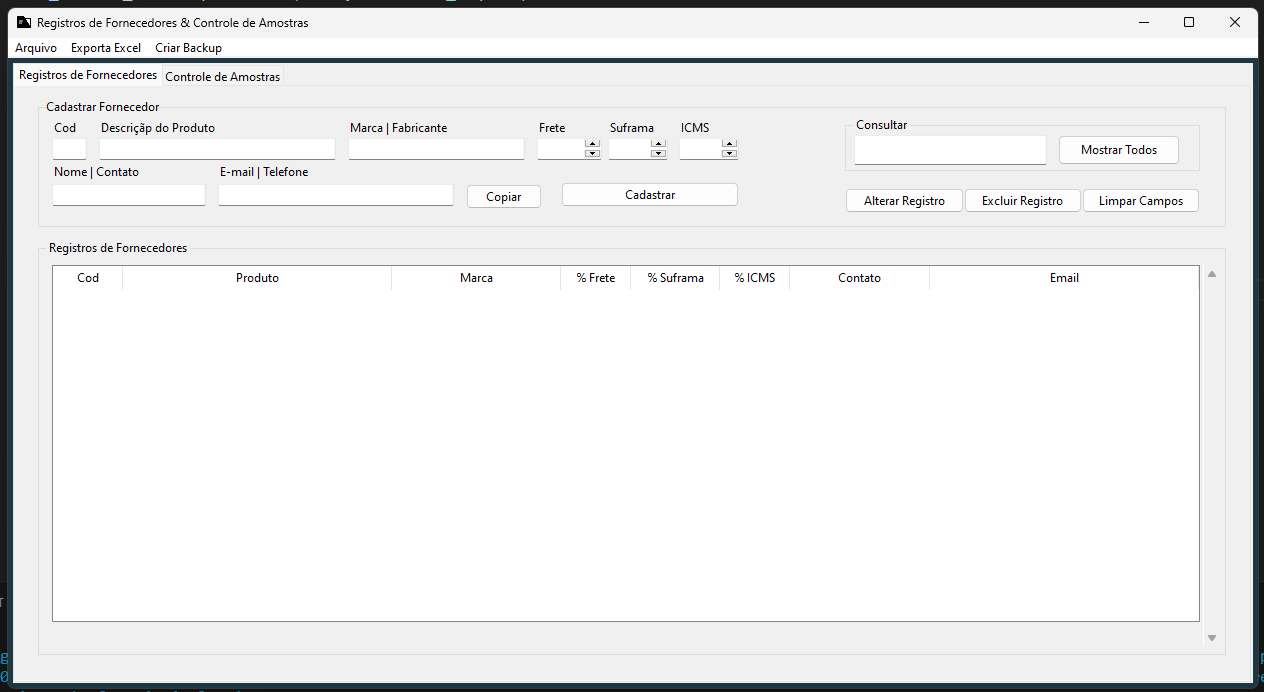 Registros de Fornecedores & Controle de Amostras
Arquivo Exporta Excel Criar Backup
Registros de Fornecedores Controle de Amostras
Cadastrar Fornecedor
Cod Descriçãp do Produto Marca | Fabricante Frete Suframa ICMS
Consultar
Mostrar Todos
Nome | Contato E-mail | Telefone
Copiar Cadastrar
Alterar Registro Excluir Registro Limpar Campos
Registros de Fornecedores
Cod Produto Marca % Frete % Suframa % ICMS Contato Email